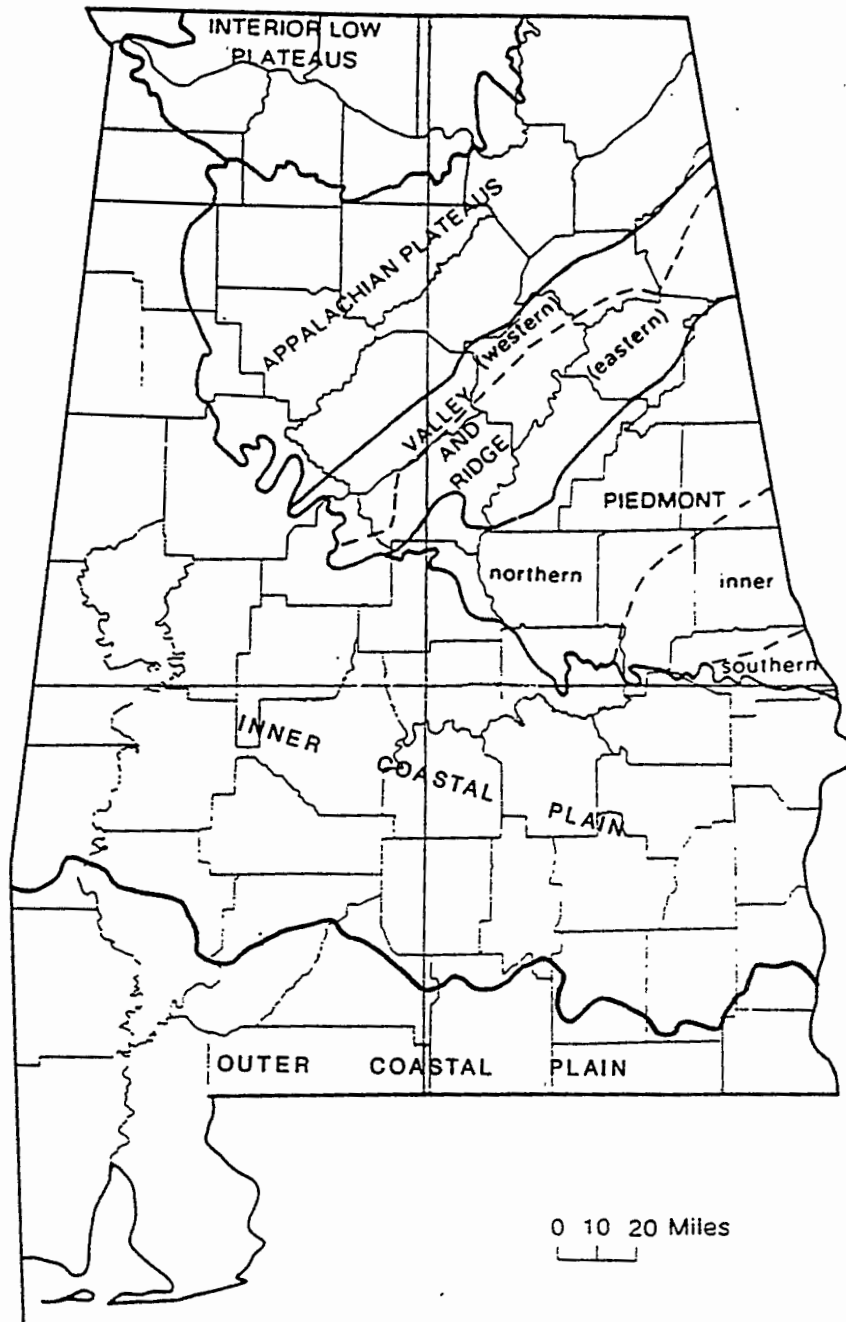 INTERIOR LOW
PLATEAUS
APPALACHIAN PLATEAUS
(western)
(eastern)
VALLEY
AND
RIDGE
PIEDMONT
northern
inner
southern
INNER
COASTAL
PLAIN
OUTER COASTAL PLAIN
0 10 20 Miles